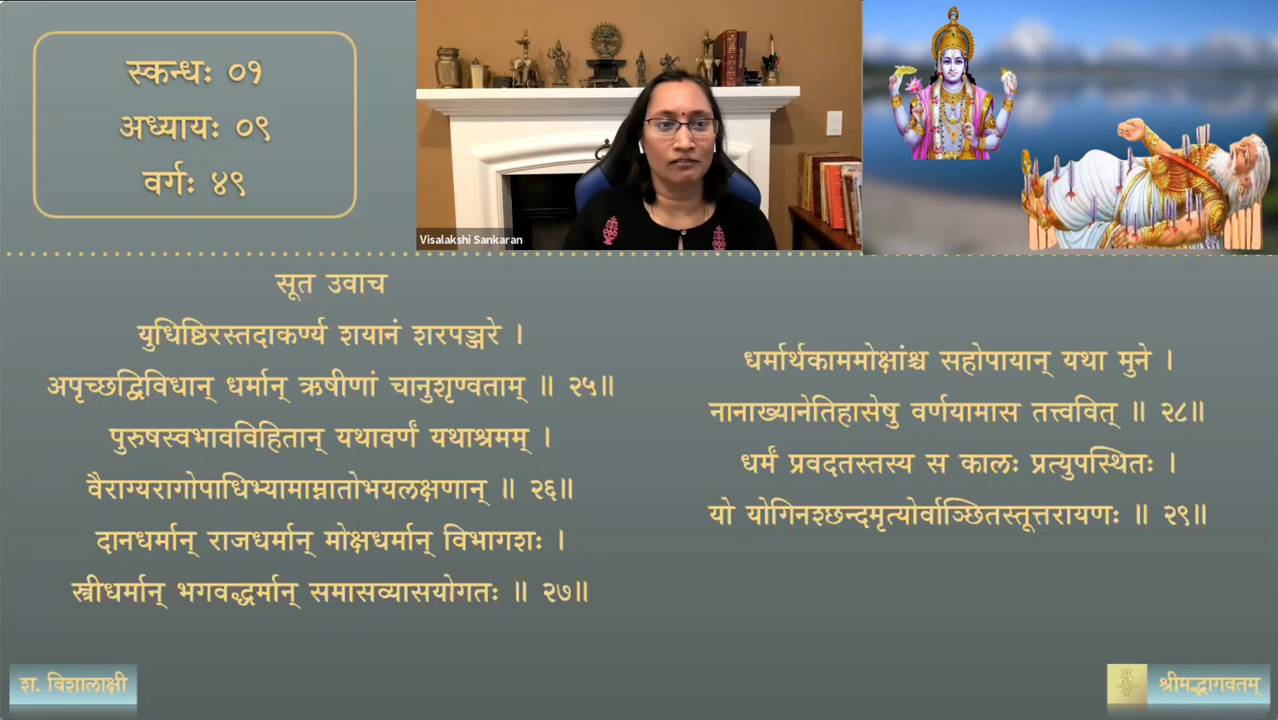 स्कन्धः ०१
अध्यायः ०९
वर्गः ४९
Visalakshi Sankaran
सूत उवाच
युधिष्ठिरस्तदाकर्ण्य शयानं शरपञ्जरे ।
अपृच्छद्विविधान् धर्मान् ऋषीणां चानुशृण्वताम् ॥ २५॥
पुरुषस्वभावविहितान् यथावर्णं यथाश्रमम् ।
वैराग्यरागोपाधिभ्यामाम्नातोभयलक्षणान् ॥ २६॥
दानधर्मान् राजधर्मान् मोक्षधर्मान् विभागशः ।
स्त्रीधर्मान् भगवद्धर्मान् समासव्यासयोगतः ॥ २७॥
धर्मार्थकाममोक्षांश्च सहोपायान् यथा मुने ।
नानाख्यानेतिहासेषु वर्णयामास तत्त्ववित् ॥ २८॥
धर्मं प्रवदतस्तस्य स कालः प्रत्युपस्थितः ।
यो योगिनश्छन्दमृत्योर्वाञ्छितस्तूत्तरायणः ॥ २९॥
श. विशालाक्षी
श्रीमद्भागवतम्